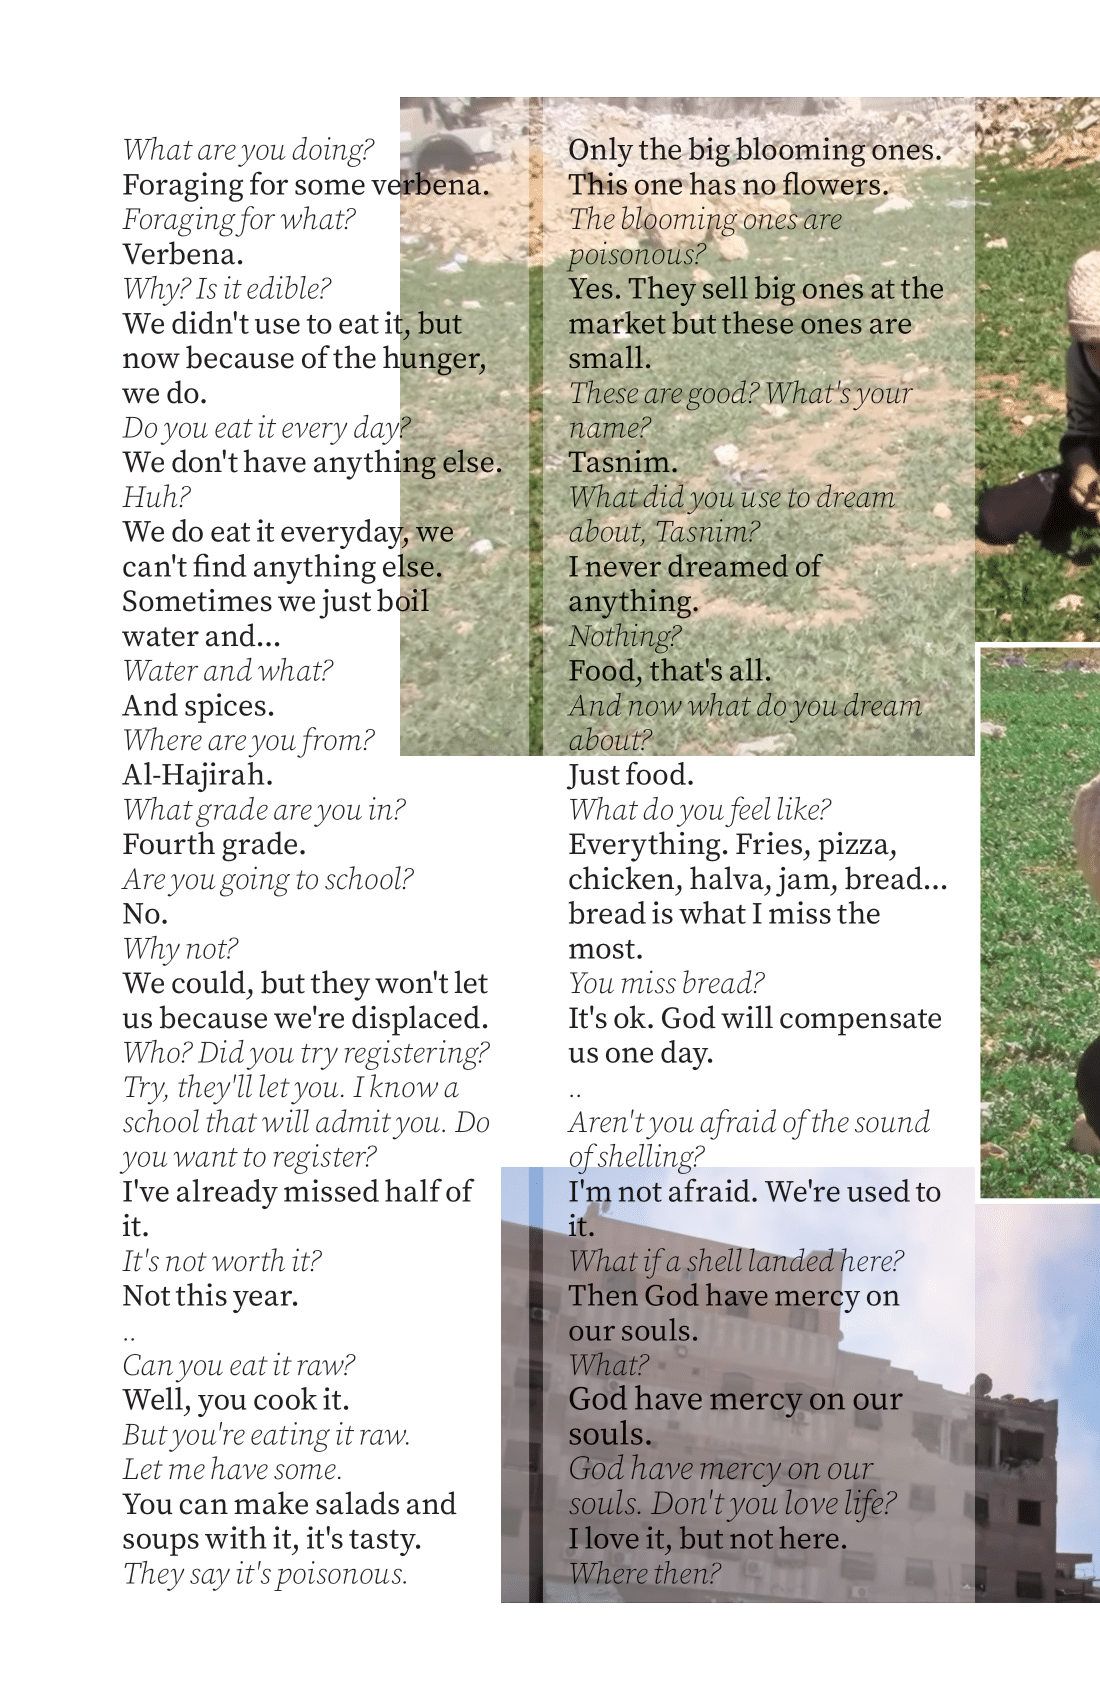 What are you doing?
Foraging for some verbena.
Foraging for what?
Verbena.
Why? Is it edible?
We didn't use to eat it, but
now because of the hunger,
we do.
Do you eat it every day?
We don't have anything else.
Huh?
We do eat it everyday, we
can't find anything else.
Sometimes we just boil
water and...
Water and what?
And spices.
Where are you from?
Al-Hajirah.
What grade are you in?
Fourth grade.
Are you going to school?
No.
Why not?
We could, but they won't let
us because we're displaced.
Who? Did you try registering?
Try, they'll let you. I know a
school that will admit you. Do
you want to register?
I've already missed half of
it.
It's not worth it?
Not this year.
..
Can you eat it raw?
Well, you cook it.
But you're eating it raw.
Let me have some.
You can make salads and
soups with it, it's tasty.
They say it's poisonous.
Only the big blooming ones.
This one has no flowers.
The blooming ones are
poisonous?
Yes. They sell big ones at the
market but these ones are
small.
These are good? What's your
name?
Tasnim.
What did you use to dream
about, Tasnim?
I never dreamed of
anything.
Nothing?
Food, that's all.
And now what do you dream
about?
Just food.
What do you feel like?
Everything. Fries, pizza,
chicken, halva, jam, bread...
bread is what I miss the
most.
You miss bread?
It's ok. God will compensate
us one day.
..
Aren't you afraid of the sound
of shelling?
I'm not afraid. We're used to
it.
What if a shell landed here?
Then God have mercy on
our souls.
What?
God have mercy on our
souls.
God have mercy on our
souls. Don't you love life?
I love it, but not here.
Where then?